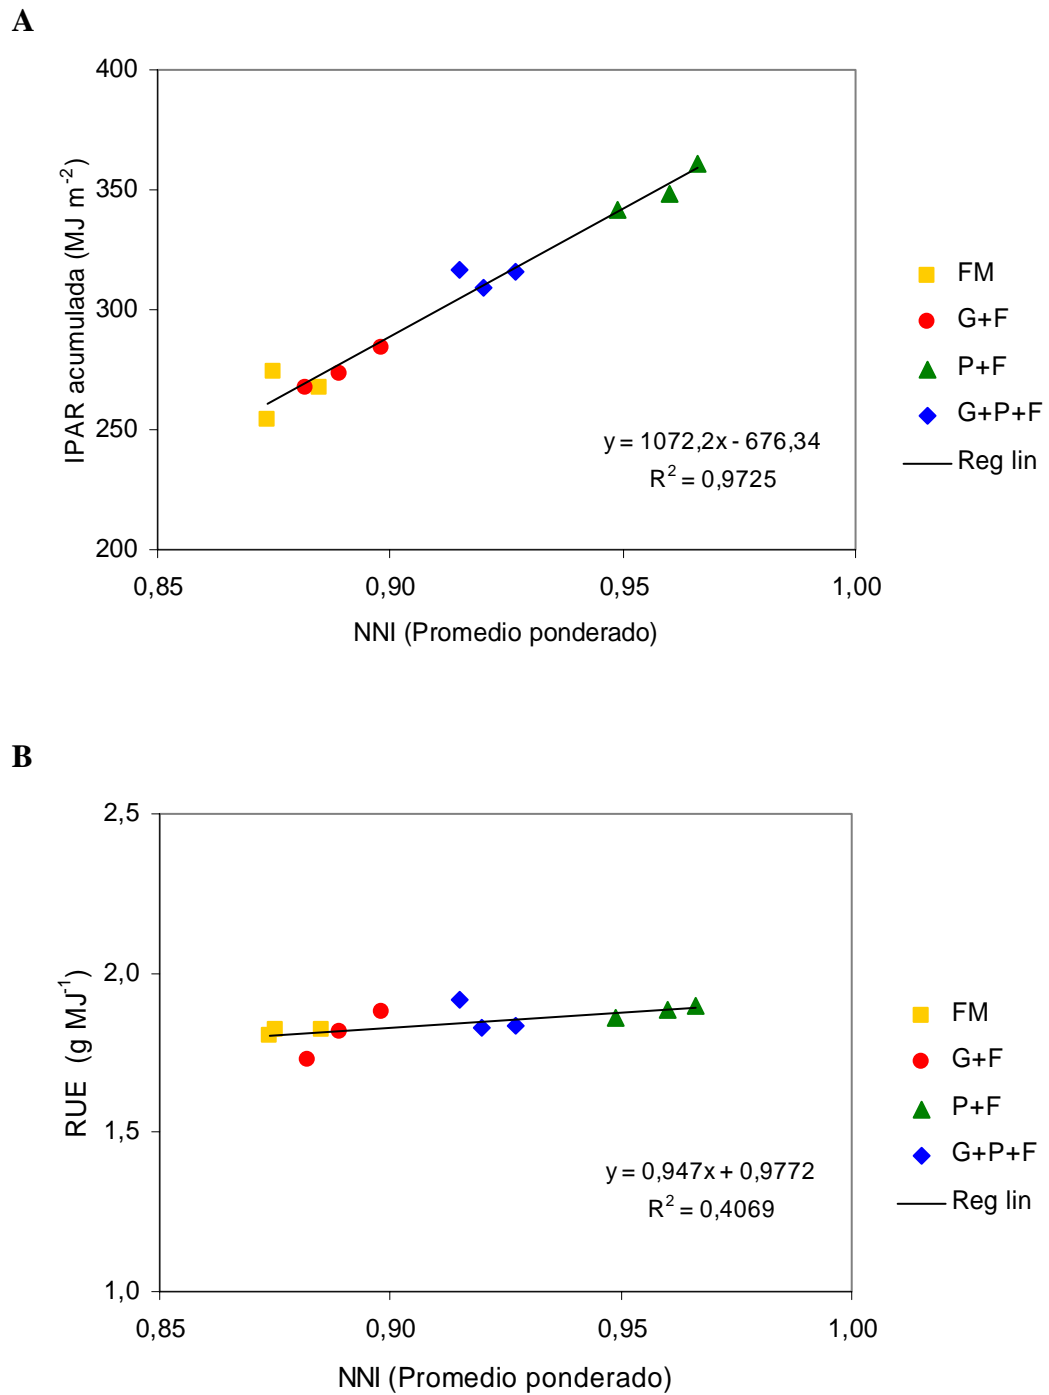 A
400
350
300
250
200
IPAR acumulada (MJ m-2)
0,85
0,90
0,95
1,00
NNI (Promedio ponderado)
y = 1072,2x - 676,34
R2 = 0,9725
FM
G+F
P+F
G+P+F
Reg lin
B
2,5
2,0
1,5
1,0
RUE (g MJ-1)
0,85
0,90
0,95
1,00
NNI (Promedio ponderado)
y = 0,947x + 0,9772
R2 = 0,4069
FM
G+F
P+F
G+P+F
Reg lin